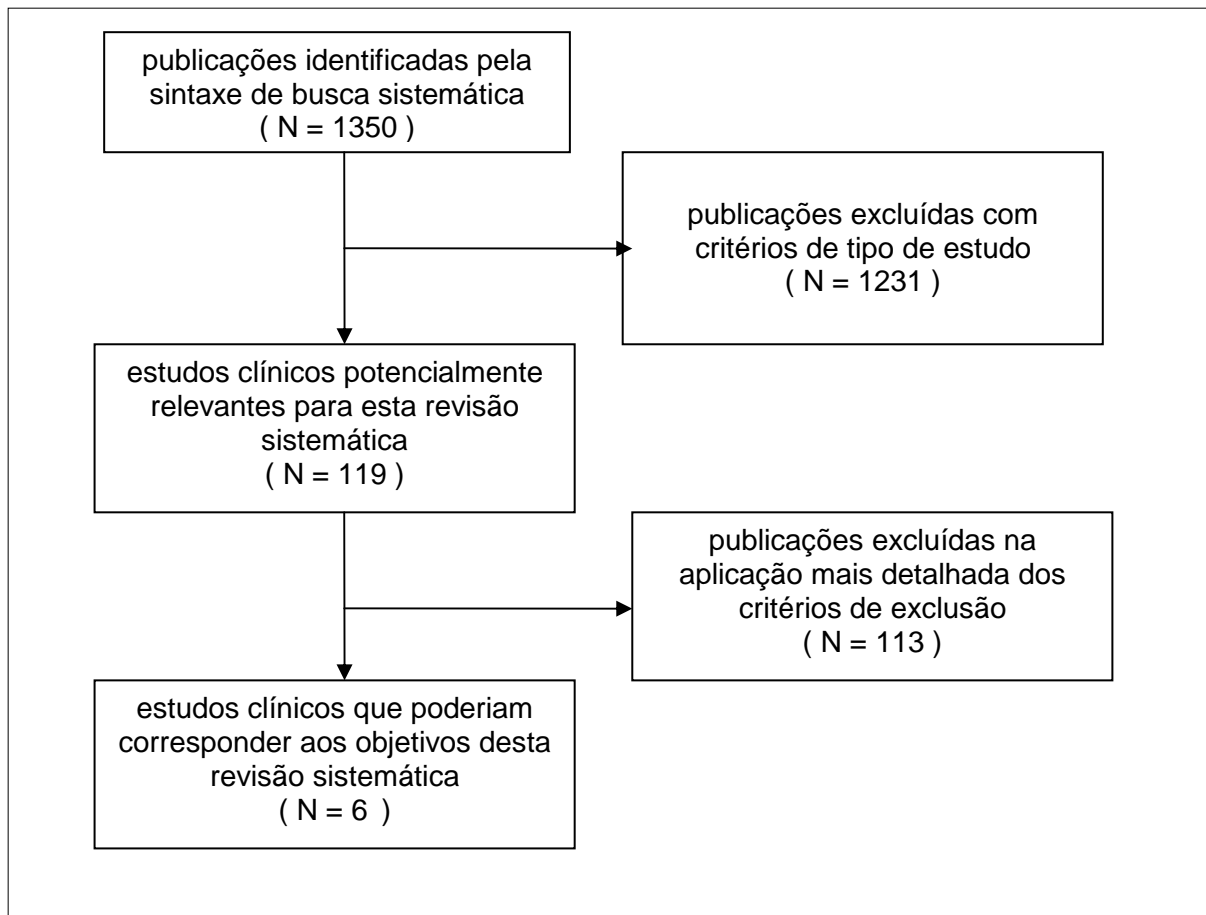 publicações identificadas pela
sintaxe de busca sistemática
( N = 1350 )
publicações excluídas com
critérios de tipo de estudo
( N = 1231 )
estudos clínicos potencialmente
relevantes para esta revisão
sistemática
( N = 119 )
publicações excluídas na
aplicação mais detalhada dos
critérios de exclusão
( N = 113 )
estudos clínicos que poderiam
corresponder aos objetivos desta
revisão sistemática
( N = 6 )